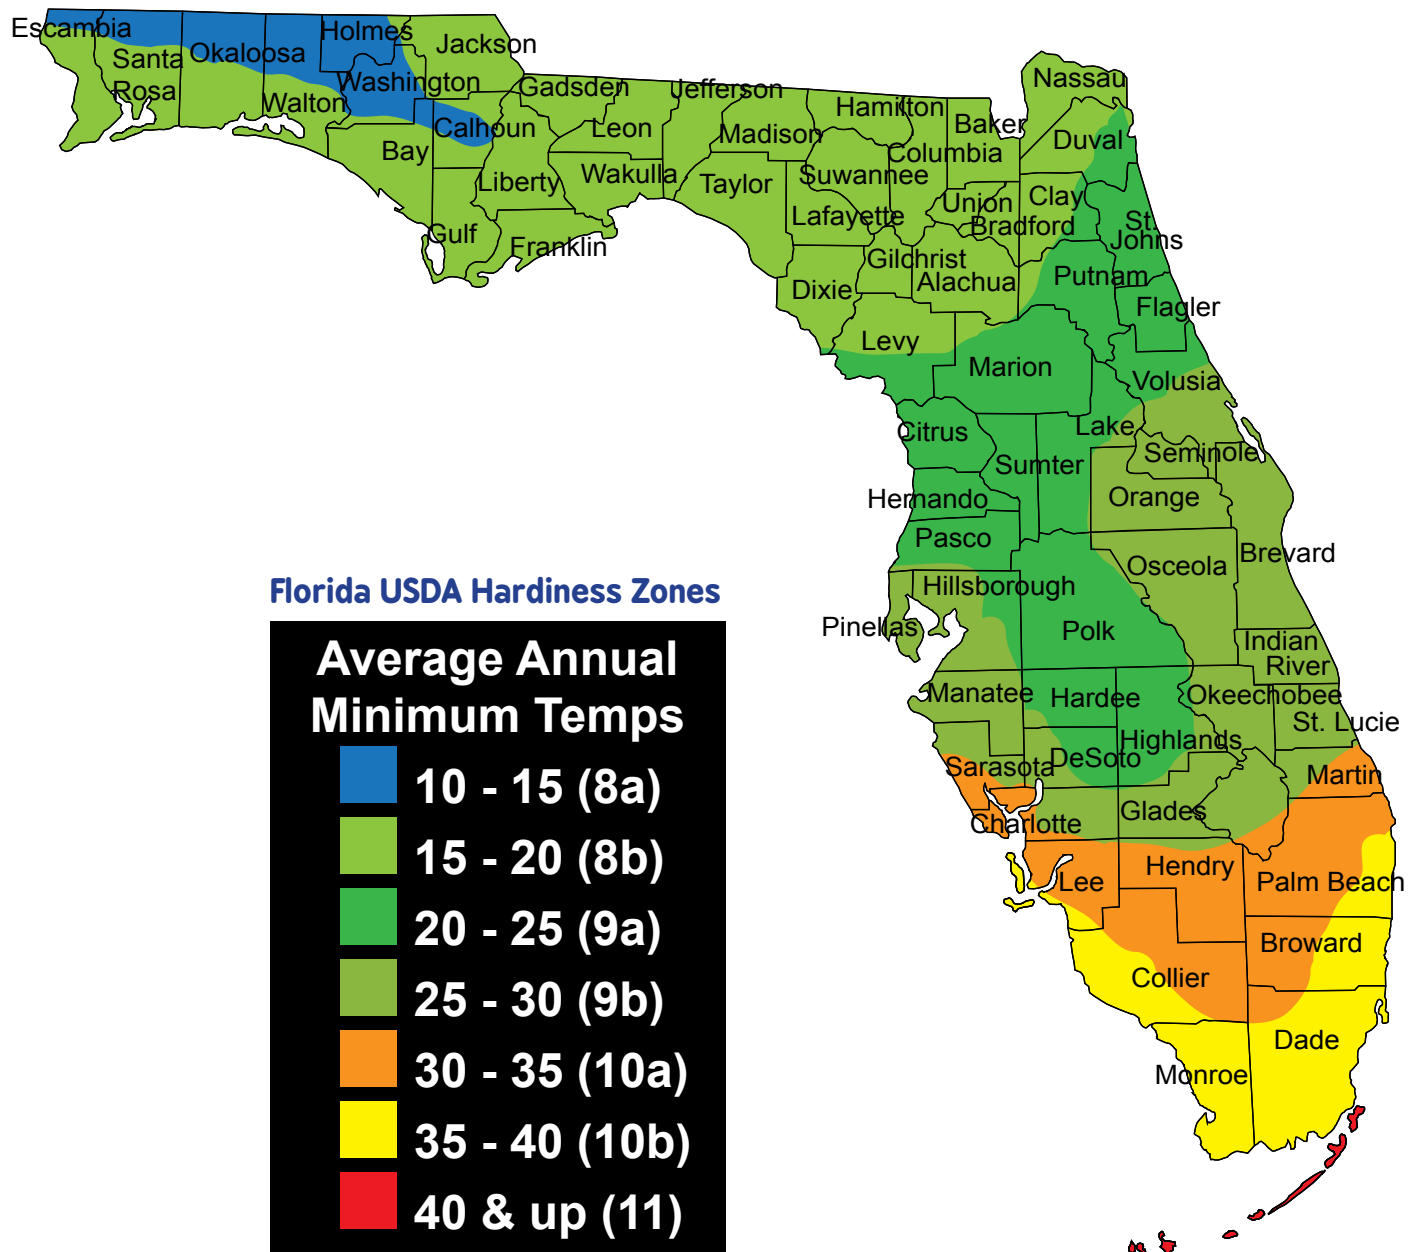 Escambia
Holmes
Jackson
Santa
Rosa
Okaloosa
Washington
Walton
Gadsden
Jefferson
Hamilton
Nassau
Calhoun
Leon
Madison
Baker
Duval
Bay
Columbia
Liberty
Wakulla
Taylor
Suwannee
Union
Clay
Lafayette
Bradford
St.
Johns
Gulf
Franklin
Gilchrist
Alachua
Putnam
Dixie
Flagler
Levy
Marion
Volusia
Citrus
Lake
Sumter
Seminole
Hernando
Orange
Pasco
Osceola
Brevard
Hillsborough
Pinellas
Polk
Indian
River
Manatee
Hardee
Okeechobee
St. Lucie
Highlands
Sarasota
DeSoto
Martin
Charlotte
Glades
Hendry
Lee
Palm Beach
Broward
Collier
Dade
Monroe
Florida USDA Hardiness Zones
Average Annual
Minimum Temps
10 - 15 (8a)
15 - 20 (8b)
20 - 25 (9a)
25 - 30 (9b)
30 - 35 (10a)
35 - 40 (10b)
40 & up (11)